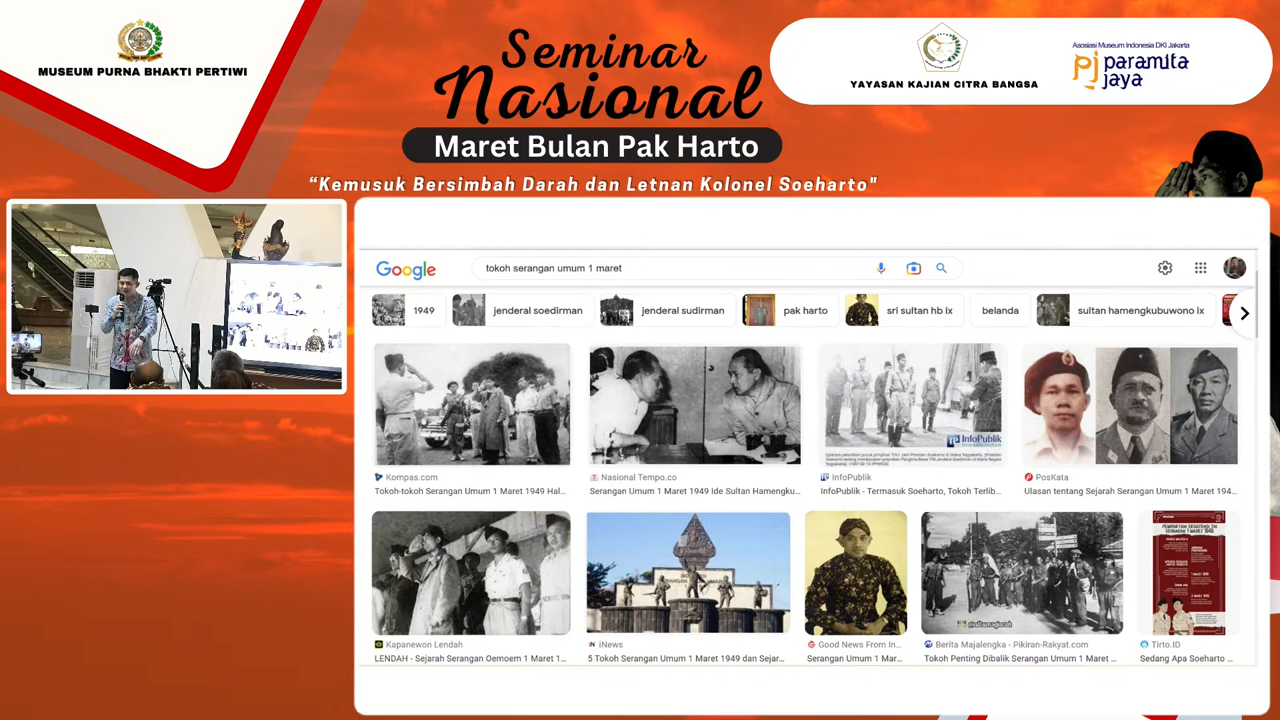 MUSEUM PURNA BHAKTI PERTIWI
Seminar
Nasional
Maret Bulan Pak Harto
“Kemusuk Bersimbah Darah dan Letnan Kolonel Soeharto"
YAYASAN KAJIAN CITRA BANGSA
Asosiasi Museum Indonesia DKI Jakarta
pj paramita
jaya
Google
tokoh serangan umum 1 maret
1949
jenderal soedirman
jenderal sudirman
pak harto
sri sultan hb ix
belanda
sultan hamengkubuwono ix
InfoPublik
Kompas.com
Tokoh-tokoh Serangan Umum 1 Maret 1949 Hal...
Nasional Tempo.co
Serangan Umum 1 Maret 1949 Ide Sultan Hamengku...
InfoPublik
InfoPublik - Termasuk Soeharto, Tokoh Terlib...
PosKata
Ulasan tentang Sejarah Serangan Umum 1 Maret 194...
Kapanewon Lendah
LENDAH - Sejarah Serangan Oemoem 1 Maret 1...
iNews
5 Tokoh Serangan Umum 1 Maret 1949 dan Sejar...
Good News From In...
Serangan Umum 1 Mar...
Berita Majalengka - Pikiran-Rakyat.com
Tokoh Penting Dibalik Serangan Umum 1 Maret ...
Tirto.ID
Sedang Apa Soeharto ...